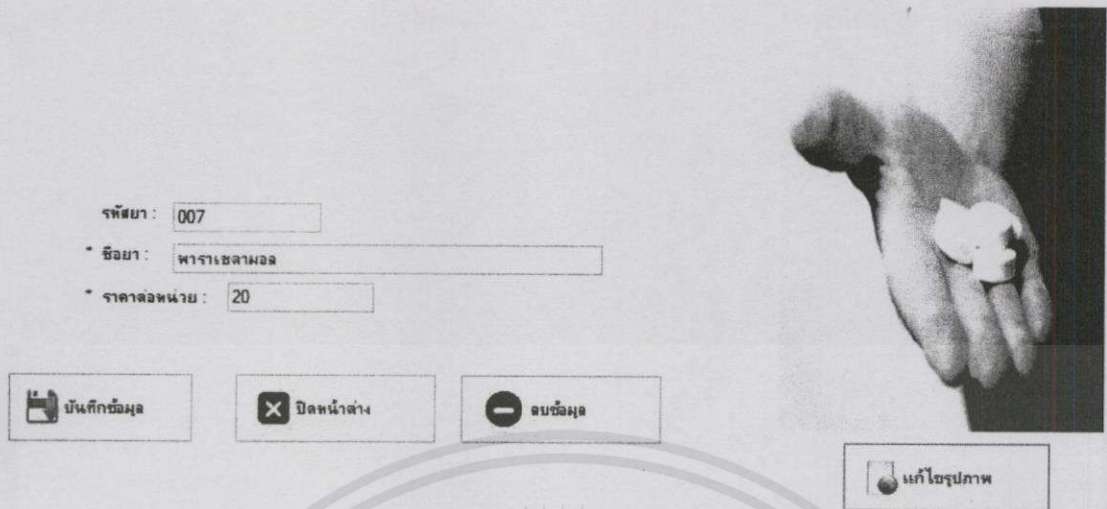 รหัสยา : 007
* ชื่อยา : พาราเซตามอล
* ราคาต่อหน่วย : 20
บันทึกข้อมูล
ปิดหน้าต่าง
ลบข้อมูล
แก้ไขรูปภาพ